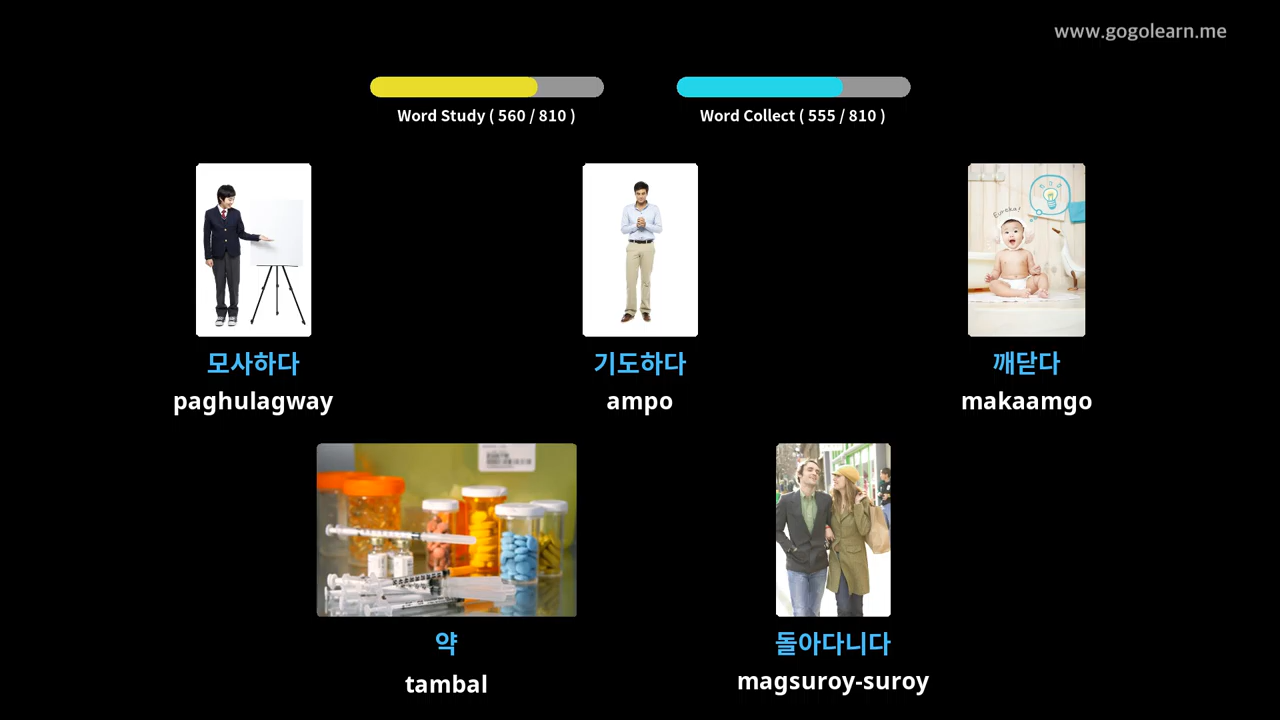 www.gogolearn.me
Word Study ( 560 / 810 )
Word Collect ( 555 / 810 )
Eureka!
모사하다
기도하다
깨닫다
paghulagway
ampo
makaamgo
약
돌아다니다
tambal
magsuroy-suroy